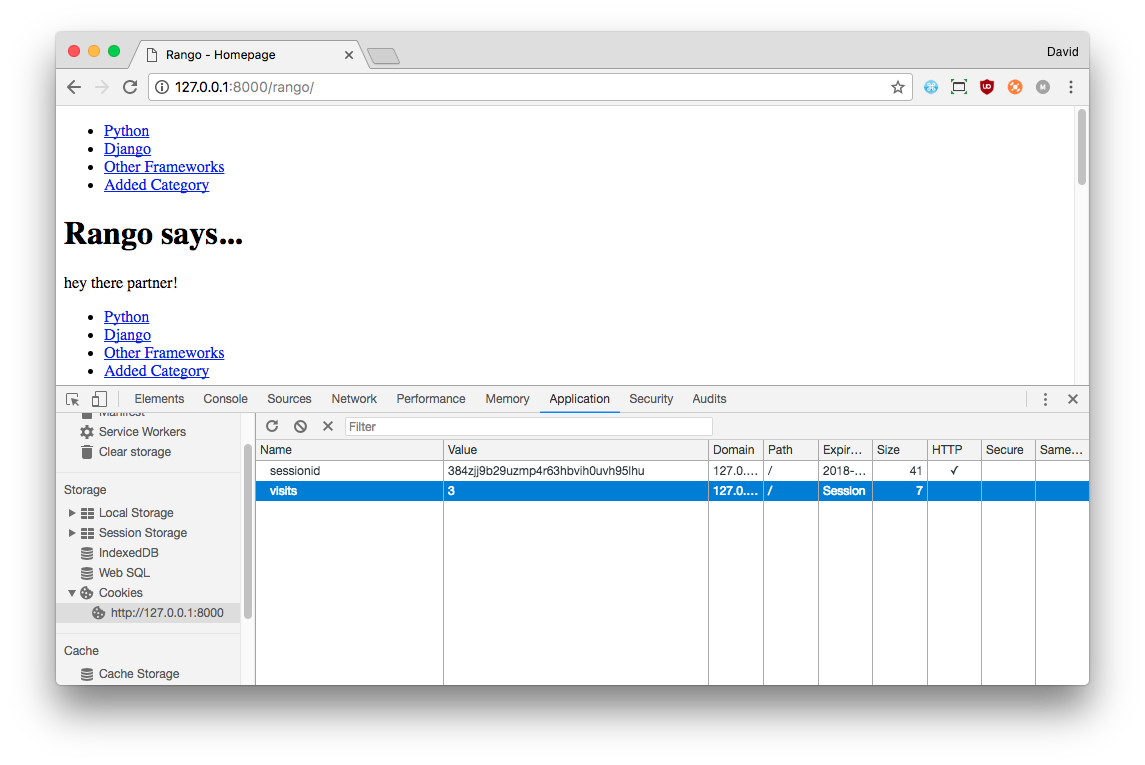 Rango - Homepage
David
127.0.0.1:8000/rango/
Python
Django
Other Frameworks
Added Category
Rango says...
hey there partner!
Python
Django
Other Frameworks
Added Category
Elements Console Sources Network Performance Memory Application Security Audits
Manifest
Service Workers
Clear storage
Storage
Local Storage
Session Storage
IndexedDB
Web SQL
Cookies
http://127.0.0.1:8000
Cache
Cache Storage
Filter
Name Value Domain Path Expir... Size HTTP Secure Same...
sessionid 384zjj9b29uzmp4r63hbvih0uvh95lhu 127.0.... / 2018-... 41 ✓
visits 3 127.0.... / Session 7